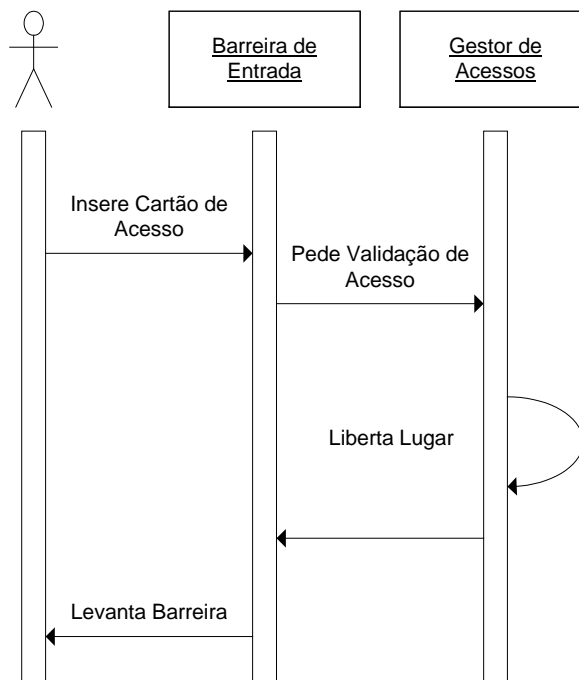 Barreira de
Entrada
Gestor de
Acessos
Insere Cartão de
Acesso
Pede Validação de
Acesso
Liberta Lugar
Levanta Barreira